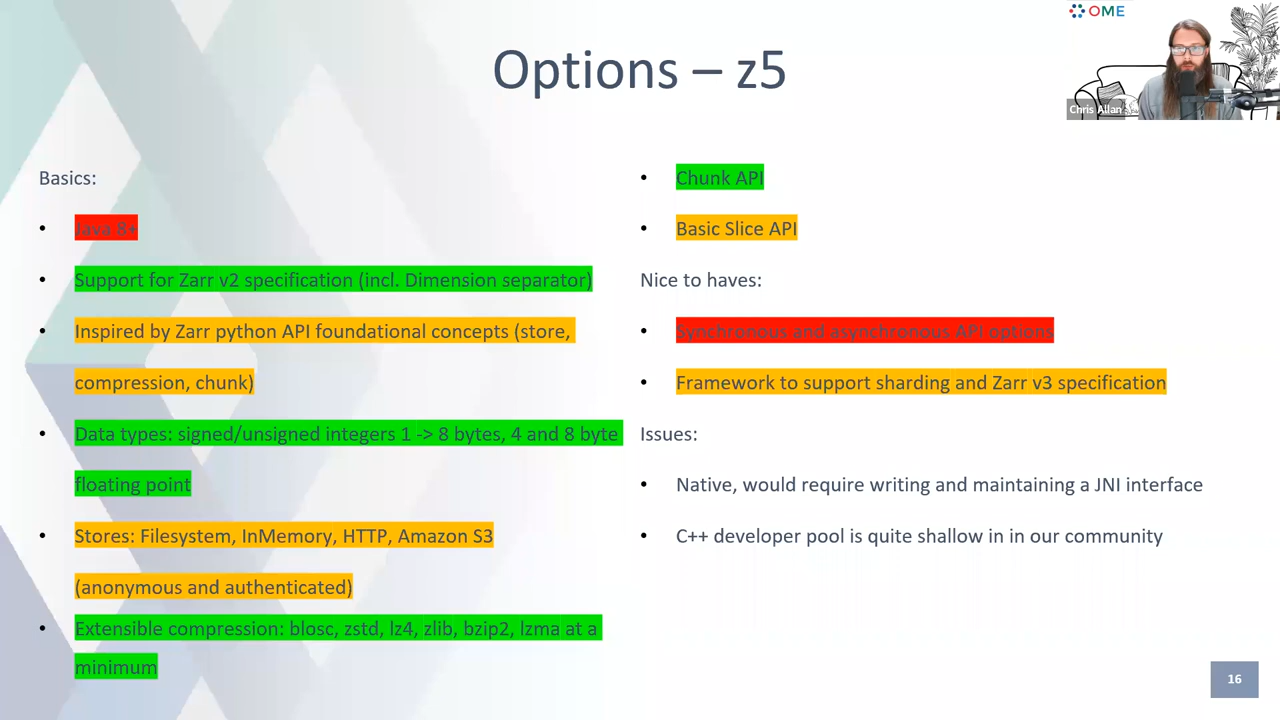 OME
Chris Allan
Options – z5
Basics:
• Java 8+
• Support for Zarr v2 specification (incl. Dimension separator)
• Inspired by Zarr python API foundational concepts (store,
compression, chunk)
• Data types: signed/unsigned integers 1 -> 8 bytes, 4 and 8 byte
floating point
• Stores: Filesystem, InMemory, HTTP, Amazon S3
(anonymous and authenticated)
• Extensible compression: blosc, zstd, lz4, zlib, bzip2, lzma at a
minimum
• Chunk API
• Basic Slice API
Nice to haves:
• Synchronous and asynchronous API options
• Framework to support sharding and Zarr v3 specification
Issues:
• Native, would require writing and maintaining a JNI interface
• C++ developer pool is quite shallow in in our community
16